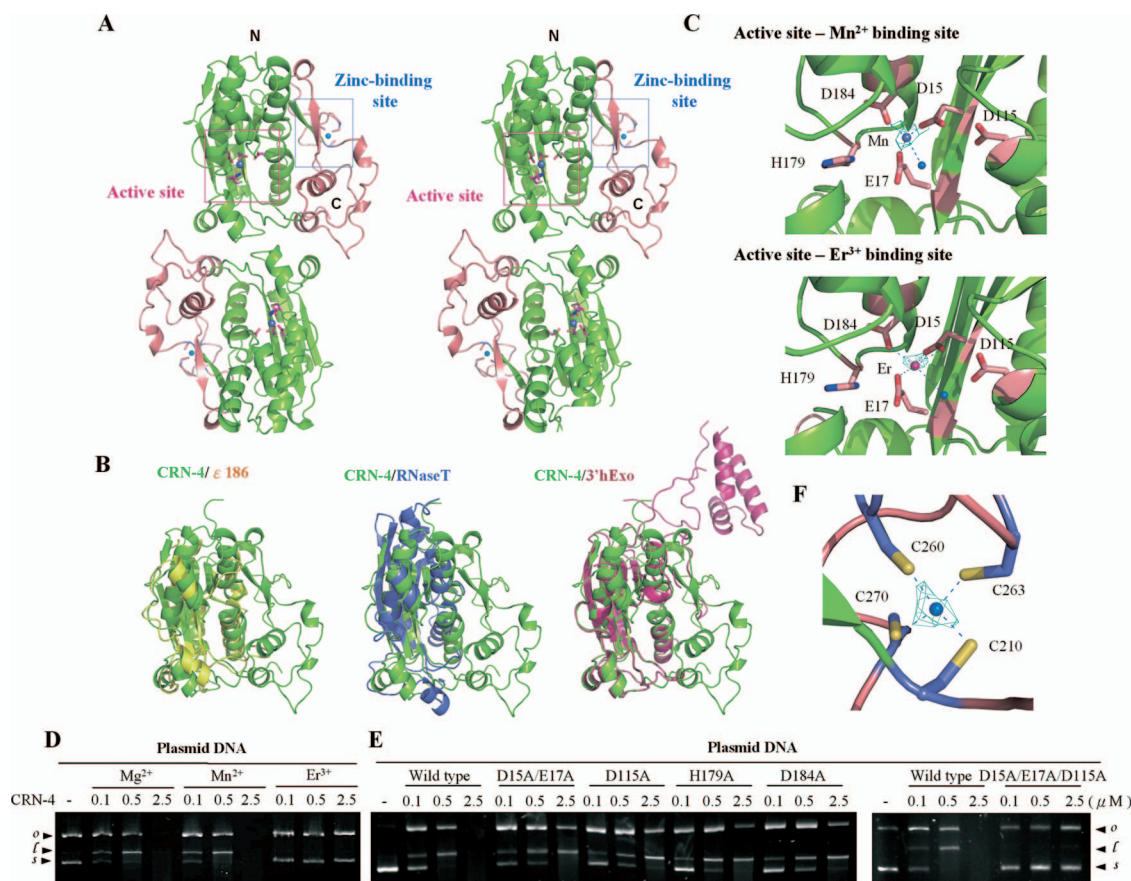 A
N
Zinc-binding
site
Active site
C
N
Zinc-binding
site
Active site
C
B
CRN-4/ ε 186
CRN-4/RNaseT
CRN-4/3'hExo
C
Active site – Mn²⁺ binding site
D184
D15
D115
Mn
H179
E17
Active site – Er³⁺ binding site
D184
D15
D115
Er
H179
E17
F
C260
C263
C270
C210
D
Plasmid DNA
Mg²⁺ Mn²⁺ Er³⁺
CRN-4 - 0.1 0.5 2.5 0.1 0.5 2.5 0.1 0.5 2.5
o
l
s
E
Plasmid DNA
Wild type D15A/E17A D115A H179A D184A Wild type D15A/E17A/D115A
- 0.1 0.5 2.5 0.1 0.5 2.5 0.1 0.5 2.5 0.1 0.5 2.5 0.1 0.5 2.5 - 0.1 0.5 2.5 0.1 0.5 2.5 (μM)
o
l
s